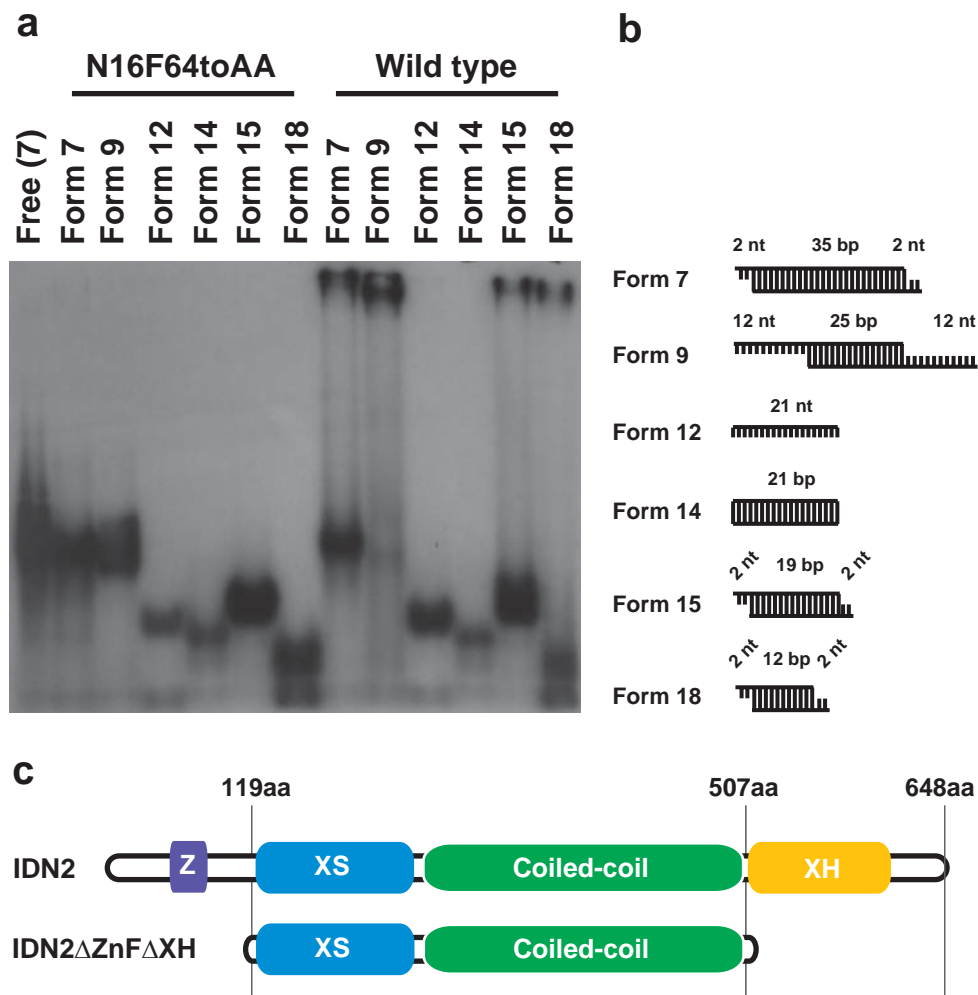 a
N16F64toAA
Wild type
Free (7)
Form 7
Form 9
Form 12
Form 14
Form 15
Form 18
Form 7
Form 9
Form 12
Form 14
Form 15
Form 18
b
2 nt 35 bp 2 nt
Form 7
12 nt 25 bp 12 nt
Form 9
21 nt
Form 12
21 bp
Form 14
2 nt 19 bp 2 nt
Form 15
2 nt 12 bp 2 nt
Form 18
c
119aa 507aa 648aa
IDN2 Z XS Coiled-coil XH
IDN2ΔZnFΔXH XS Coiled-coil